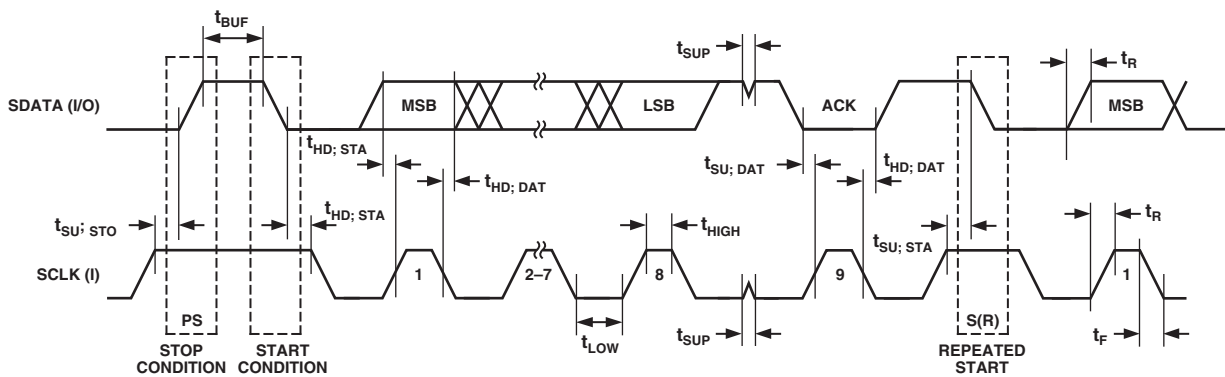 tBUF
tSUP
tR
SDATA (I/O)
MSB
LSB
ACK
MSB
tHD; STA
tSU; DAT
tHD; DAT
tHD; DAT
tSU; STO
tHD; STA
tHIGH
tSU; STA
tR
SCLK (I)
1
2–7
8
9
1
PS
S(R)
tLOW
tSUP
tF
STOP
CONDITION
START
CONDITION
REPEATED
START